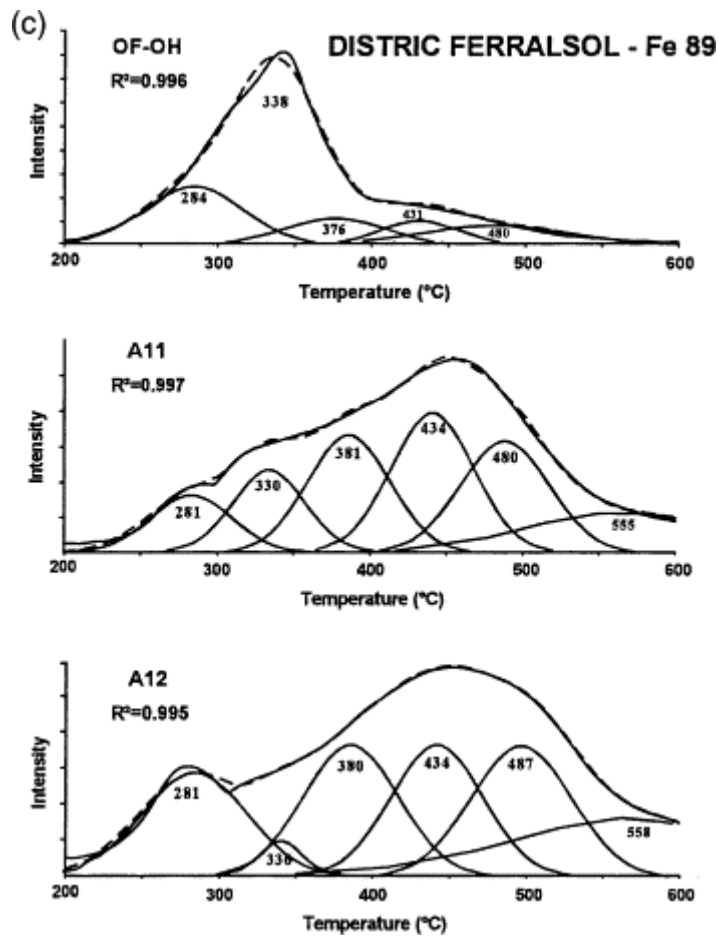 (c)
OF-OH
DISTRIC FERRALSOL - Fe 89
R²=0.996
338
284
376
431
480
Intensity
200 300 400 500 600
Temperature (°C)
A11
R²=0.997
281
330
381
434
480
555
Intensity
200 300 400 500 600
Temperature (°C)
A12
R²=0.995
281
336
380
434
487
558
Intensity
200 300 400 500 600
Temperature (°C)